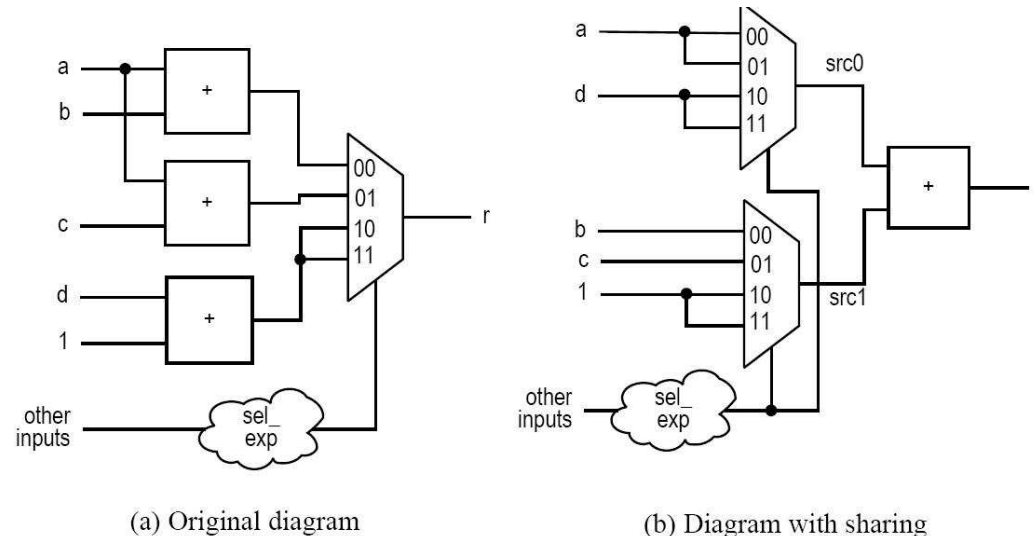 a
b
+
c
+
d
1
+
00
01
10
11
r
other
inputs
sel_
exp
(a) Original diagram
a
d
00
01
10
11
src0
b
c
1
00
01
10
11
src1
+
other
inputs
sel_
exp
(b) Diagram with sharing